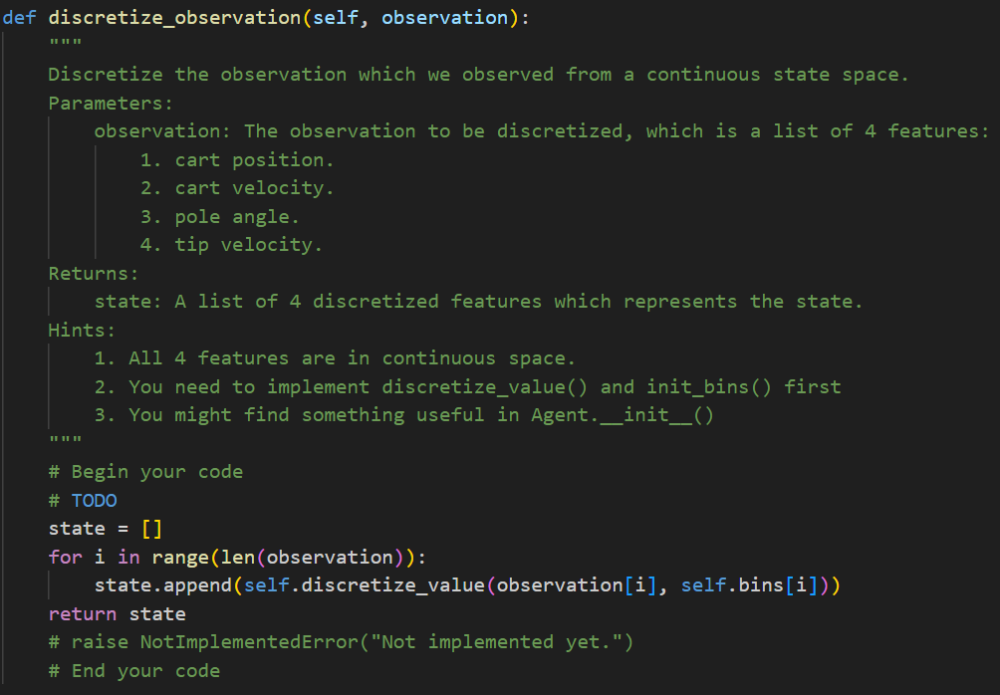 def discretize_observation(self, observation):
    """
    Discretize the observation which we observed from a continuous state space.
    Parameters:
        observation: The observation to be discretized, which is a list of 4 features:
            1. cart position.
            2. cart velocity.
            3. pole angle.
            4. tip velocity.
    Returns:
        state: A list of 4 discretized features which represents the state.
    Hints:
        1. All 4 features are in continuous space.
        2. You need to implement discretize_value() and init_bins() first
        3. You might find something useful in Agent.__init__()
    """
    # Begin your code
    # TODO
    state = []
    for i in range(len(observation)):
        state.append(self.discretize_value(observation[i], self.bins[i]))
    return state
    # raise NotImplementedError("Not implemented yet.")
    # End your code